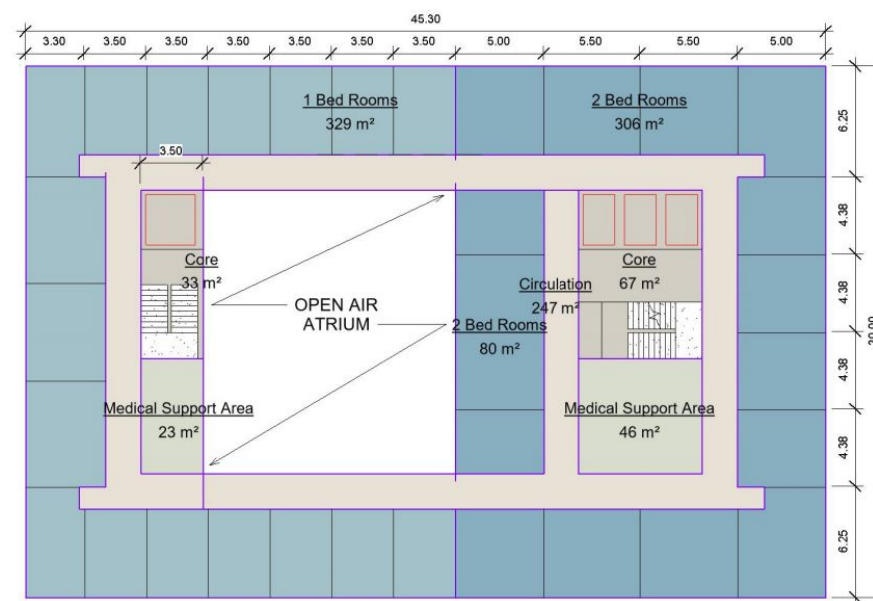 45.30
3.30 3.50 3.50 3.50 3.50 3.50 3.50 5.00 5.50 5.50 5.00
1 Bed Rooms
329 m²
2 Bed Rooms
306 m²
6.25
3.50
4.38
Core
33 m²
Circulation
247 m²
Core
67 m²
OPEN AIR
ATRIUM
4.38
30.00
2 Bed Rooms
80 m²
4.38
Medical Support Area
23 m²
Medical Support Area
46 m²
4.38
6.25